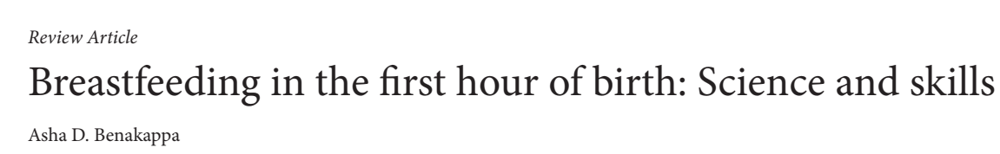 Review Article
Breastfeeding in the first hour of birth: Science and skills
Asha D. Benakappa